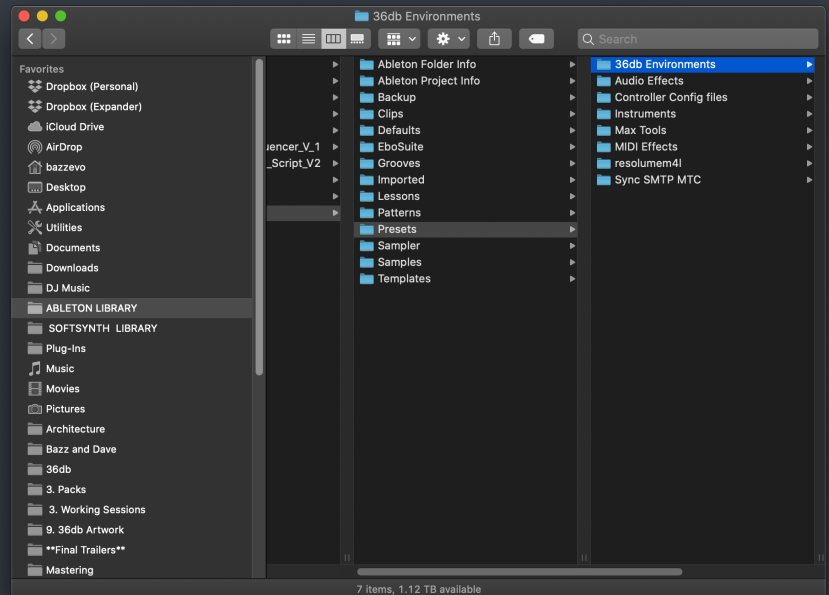 36db Environments
Search
Favorites
Dropbox (Personal)
Dropbox (Expander)
iCloud Drive
AirDrop
bazzevo
Desktop
Applications
Utilities
Documents
Downloads
DJ Music
ABLETON LIBRARY
SOFTSYNTH LIBRARY
Plug-Ins
Music
Movies
Pictures
Architecture
Bazz and Dave
36db
3. Packs
3. Working Sessions
9. 36db Artwork
**Final Trailers**
Mastering
uencer_V_1
_Script_V2
Ableton Folder Info
Ableton Project Info
Backup
Clips
Defaults
EboSuite
Grooves
Imported
Lessons
Patterns
Presets
Sampler
Samples
Templates
36db Environments
Audio Effects
Controller Config files
Instruments
Max Tools
MIDI Effects
resolumem4l
Sync SMTP MTC
7 items, 1.12 TB available